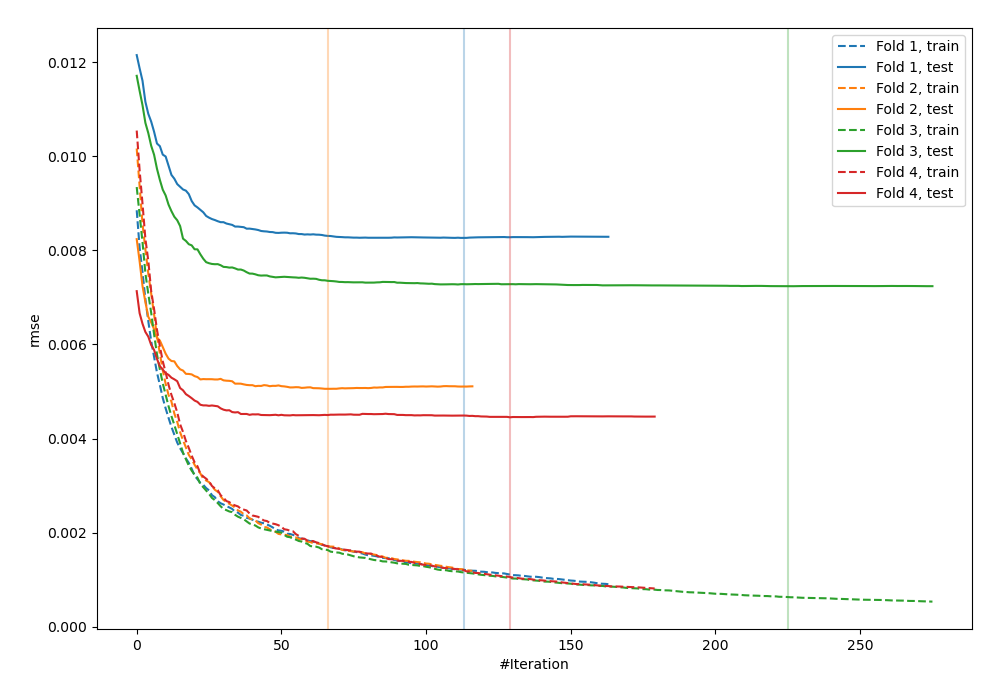 0.012
0.010
0.008
0.006
0.004
0.002
0.000
rmse
0
50
100
150
200
250
#Iteration
Fold 1, train
Fold 1, test
Fold 2, train
Fold 2, test
Fold 3, train
Fold 3, test
Fold 4, train
Fold 4, test